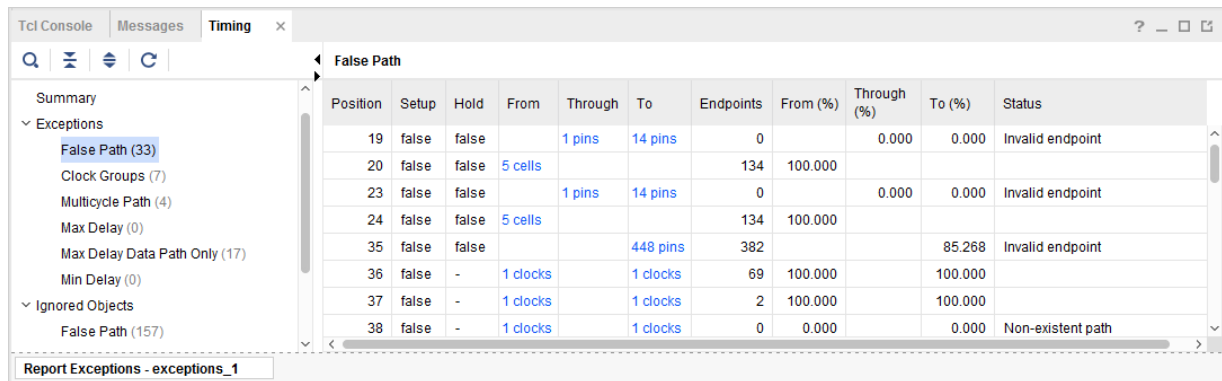 Tcl Console Messages Timing ×
? _
False Path
Summary
Exceptions
False Path (33)
Clock Groups (7)
Multicycle Path (4)
Max Delay (0)
Max Delay Data Path Only (17)
Min Delay (0)
Ignored Objects
False Path (157)
Position Setup Hold From Through To Endpoints From (%) Through (%) To (%) Status
19 false false 1 pins 14 pins 0 0.000 0.000 Invalid endpoint
20 false false 5 cells 134 100.000
23 false false 1 pins 14 pins 0 0.000 0.000 Invalid endpoint
24 false false 5 cells 134 100.000
35 false false 448 pins 382 85.268 Invalid endpoint
36 false - 1 clocks 1 clocks 69 100.000 100.000
37 false - 1 clocks 1 clocks 2 100.000 100.000
38 false - 1 clocks 1 clocks 0 0.000 0.000 Non-existent path
Report Exceptions - exceptions_1